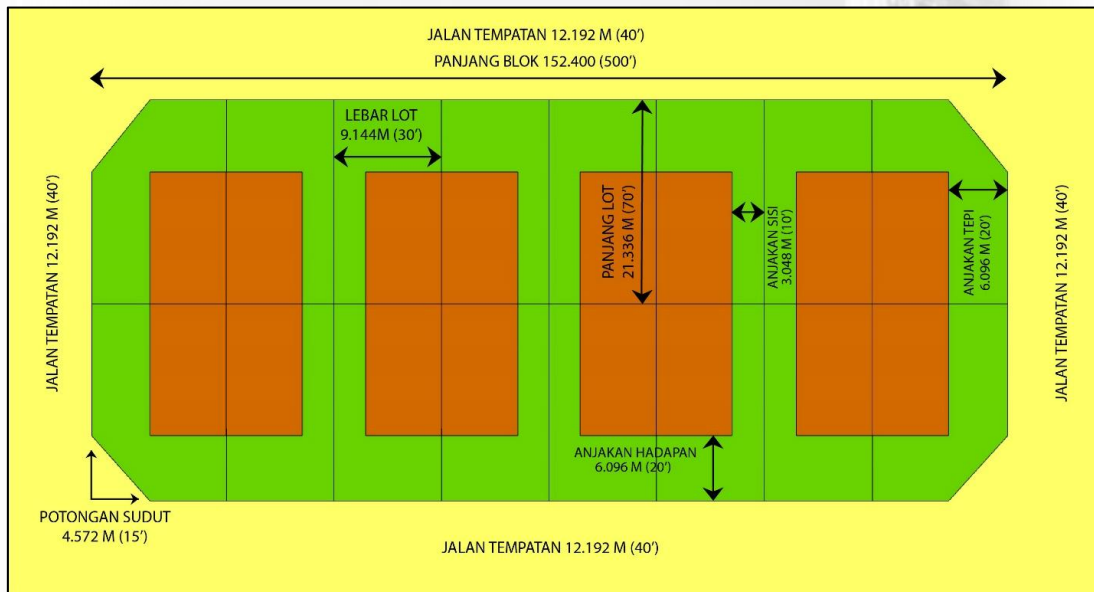 JALAN TEMPATAN 12.192 M (40')
PANJANG BLOK 152.400 (500')
LEBAR LOT
9.144M (30')
JALAN TEMPATAN 12.192 M (40')
PANJANG LOT
21.336 M (70')
ANJAKAN SISI
3.048 M (10')
ANJAKAN TEPI
6.096 M (20')
JALAN TEMPATAN 12.192 M (40')
ANJAKAN HADAPAN
6.096 M (20')
POTONGAN SUDUT
4.572 M (15')
JALAN TEMPATAN 12.192 M (40')